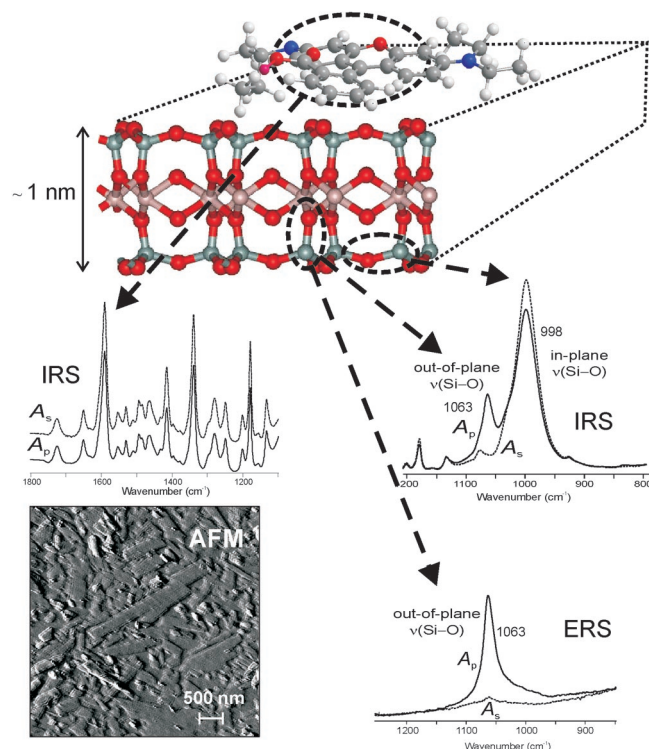 ~ 1 nm
IRS
A_s
A_p
1800 1600 1400 1200
Wavenumber (cm⁻¹)
998
out-of-plane
ν(Si–O)
in-plane
ν(Si–O)
1063
A_p
A_s
IRS
200 1100 1000 900 800
Wavenumber (cm⁻¹)
AFM
500 nm
out-of-plane
ν(Si–O)
1063
ERS
A_p
A_s
1200 1100 1000 900
Wavenumber (cm⁻¹)